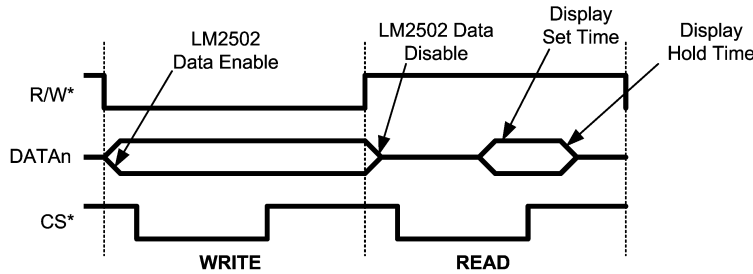 LM2502
Data Enable
LM2502 Data
Disable
Display
Set Time
Display
Hold Time
R/W*
DATAn
CS*
WRITE
READ